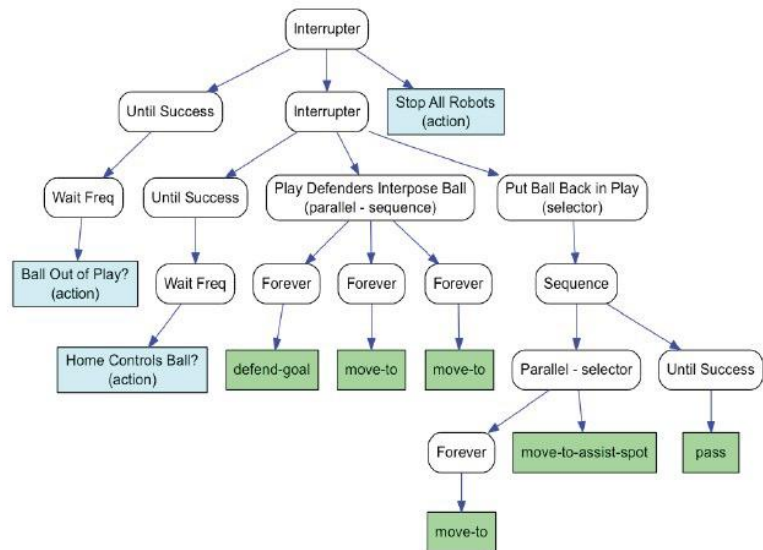 Interrupter
Until Success
Interrupter
Stop All Robots
(action)
Wait Freq
Until Success
Play Defenders Interpose Ball
(parallel - sequence)
Put Ball Back in Play
(selector)
Ball Out of Play?
(action)
Wait Freq
Forever
Forever
Forever
Sequence
Home Controls Ball?
(action)
defend-goal
move-to
move-to
Parallel - selector
Until Success
Forever
move-to-assist-spot
pass
move-to